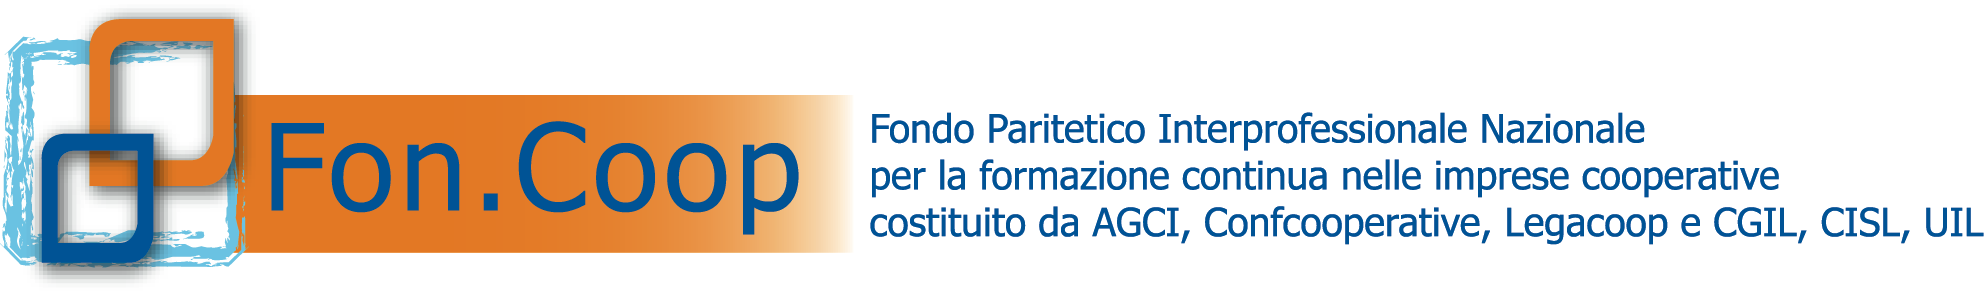 Fon.Coop
Fondo Paritetico Interprofessionale Nazionale
per la formazione continua nelle imprese cooperative
costituito da AGCI, Confcooperative, Legacoop e CGIL, CISL, UIL